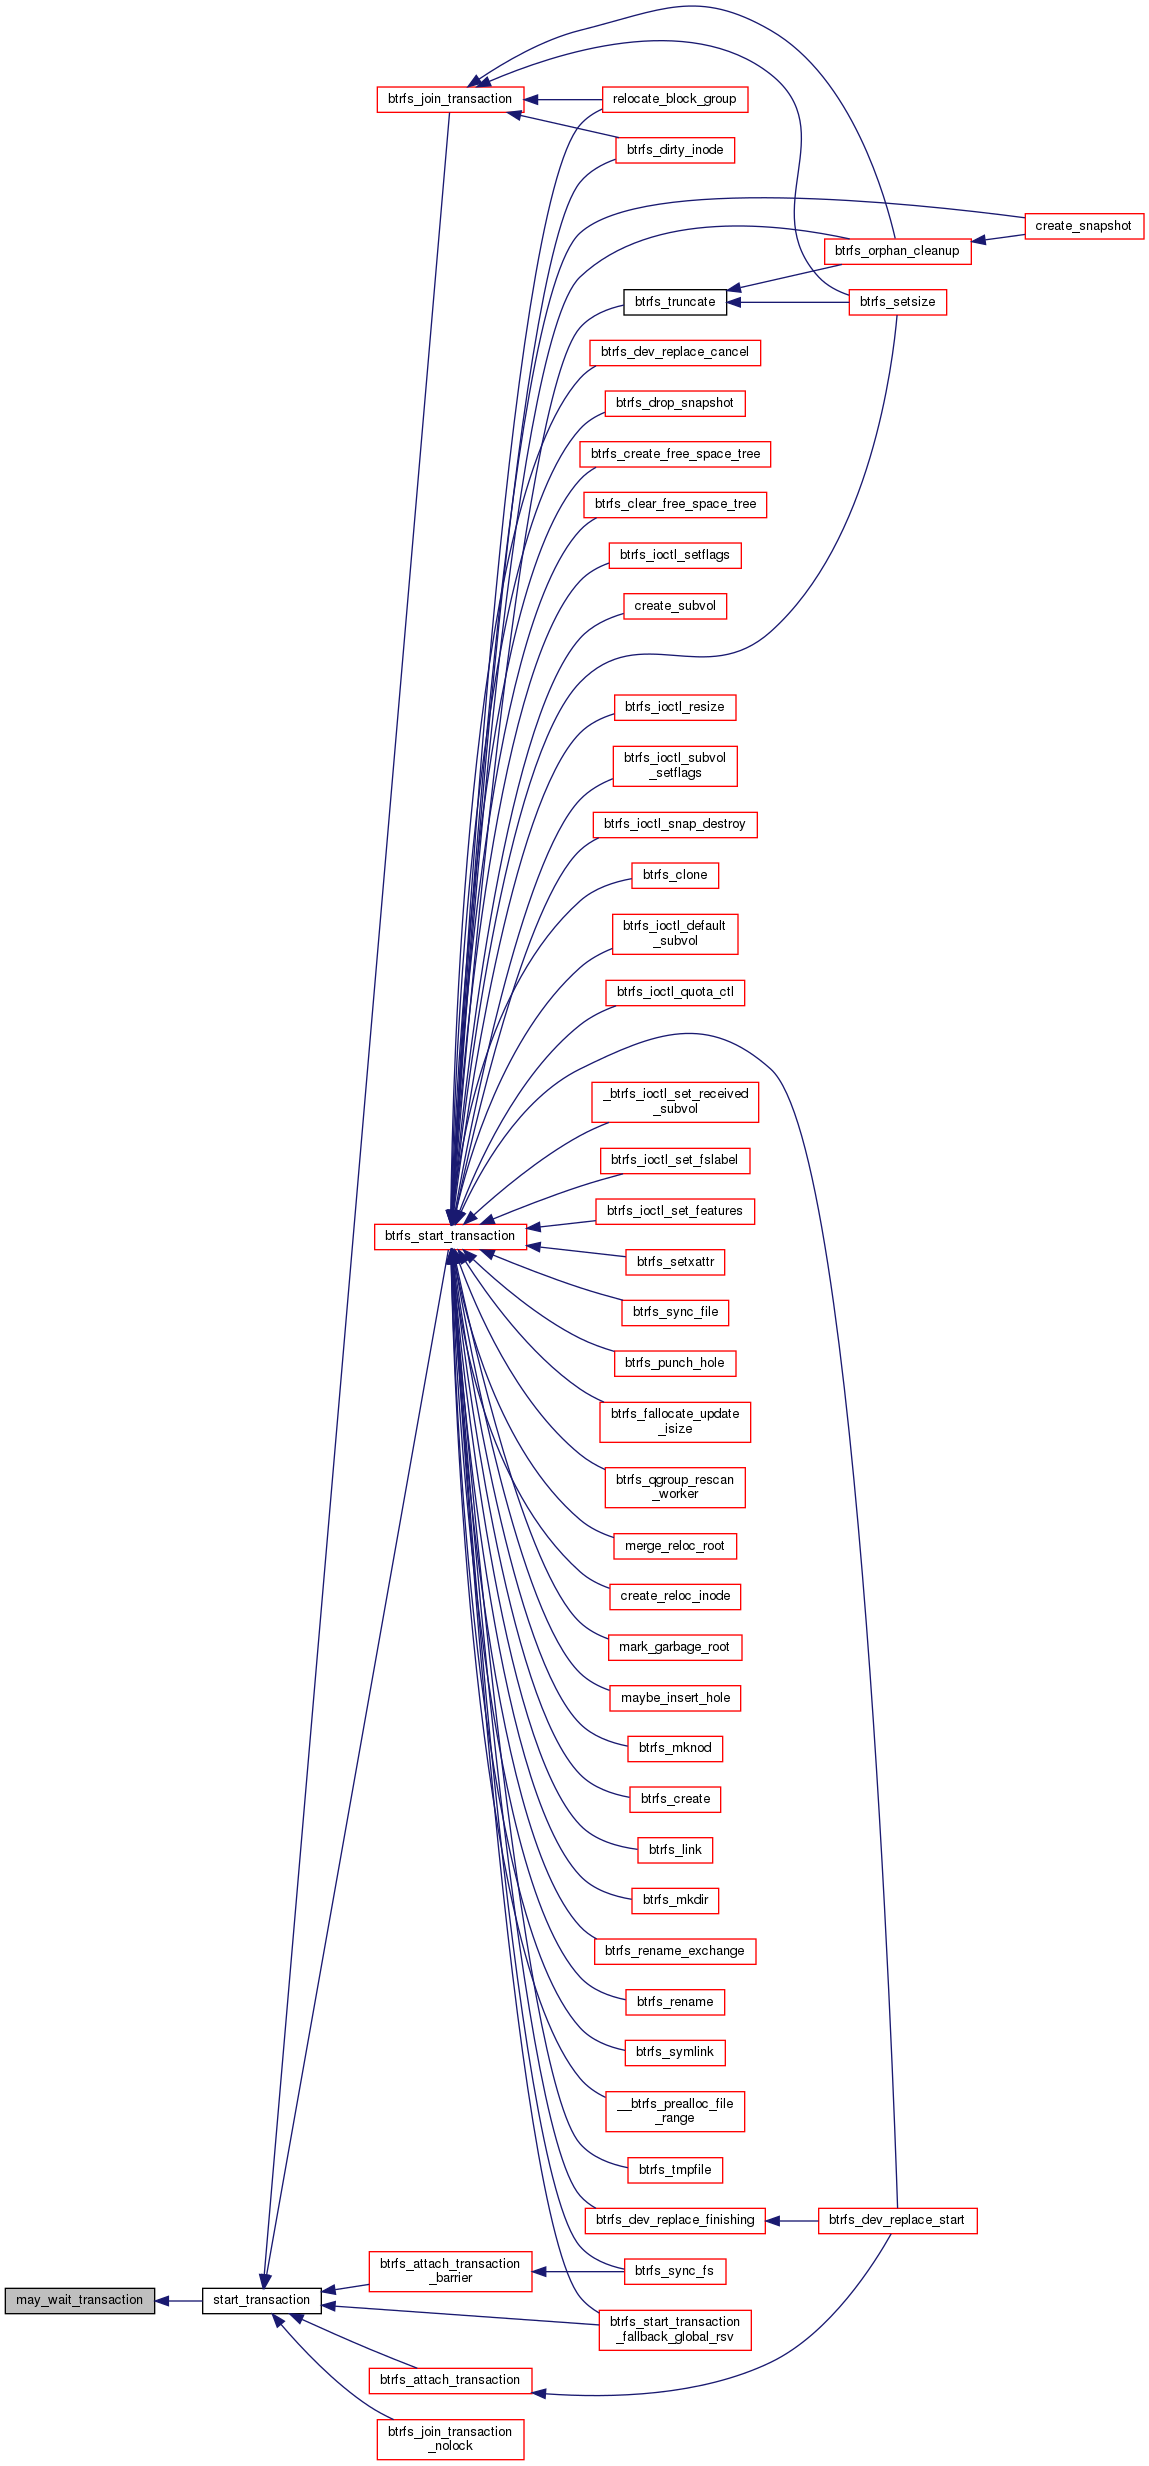 btrfs_join_transaction
relocate_block_group
btrfs_dirty_inode
create_snapshot
btrfs_orphan_cleanup
btrfs_truncate
btrfs_setsize
btrfs_dev_replace_cancel
btrfs_drop_snapshot
btrfs_create_free_space_tree
btrfs_clear_free_space_tree
btrfs_ioctl_setflags
create_subvol
btrfs_ioctl_resize
btrfs_ioctl_subvol
_setflags
btrfs_ioctl_snap_destroy
btrfs_clone
btrfs_ioctl_default
_subvol
btrfs_ioctl_quota_ctl
_btrfs_ioctl_set_received
_subvol
btrfs_ioctl_set_fslabel
btrfs_ioctl_set_features
btrfs_start_transaction
btrfs_setxattr
btrfs_sync_file
btrfs_punch_hole
btrfs_fallocate_update
_isize
btrfs_qgroup_rescan
_worker
merge_reloc_root
create_reloc_inode
mark_garbage_root
maybe_insert_hole
btrfs_mknod
btrfs_create
btrfs_link
btrfs_mkdir
btrfs_rename_exchange
btrfs_rename
btrfs_symlink
__btrfs_prealloc_file
_range
btrfs_tmpfile
btrfs_dev_replace_finishing
btrfs_dev_replace_start
btrfs_attach_transaction
_barrier
btrfs_sync_fs
may_wait_transaction
start_transaction
btrfs_start_transaction
_fallback_global_rsv
btrfs_attach_transaction
btrfs_join_transaction
_nolock